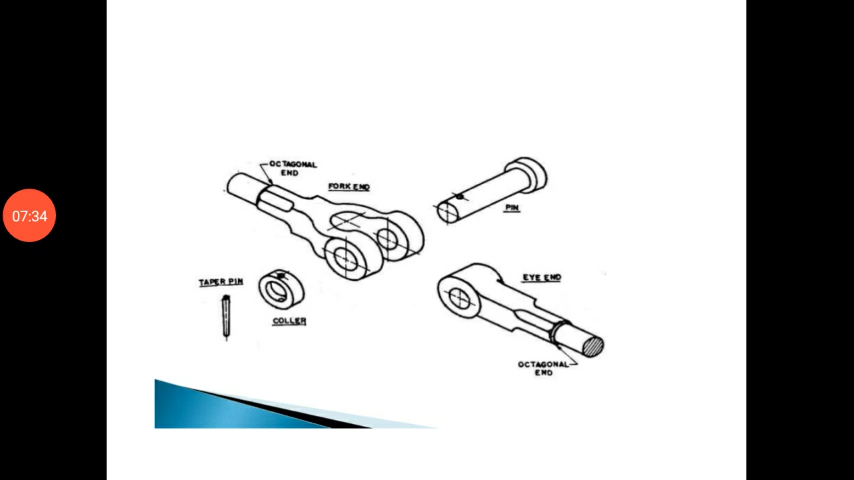 OCTAGONAL
END
FORK END
PIN
07:34
TAPER PIN
EYE END
COLLER
OCTAGONAL
END